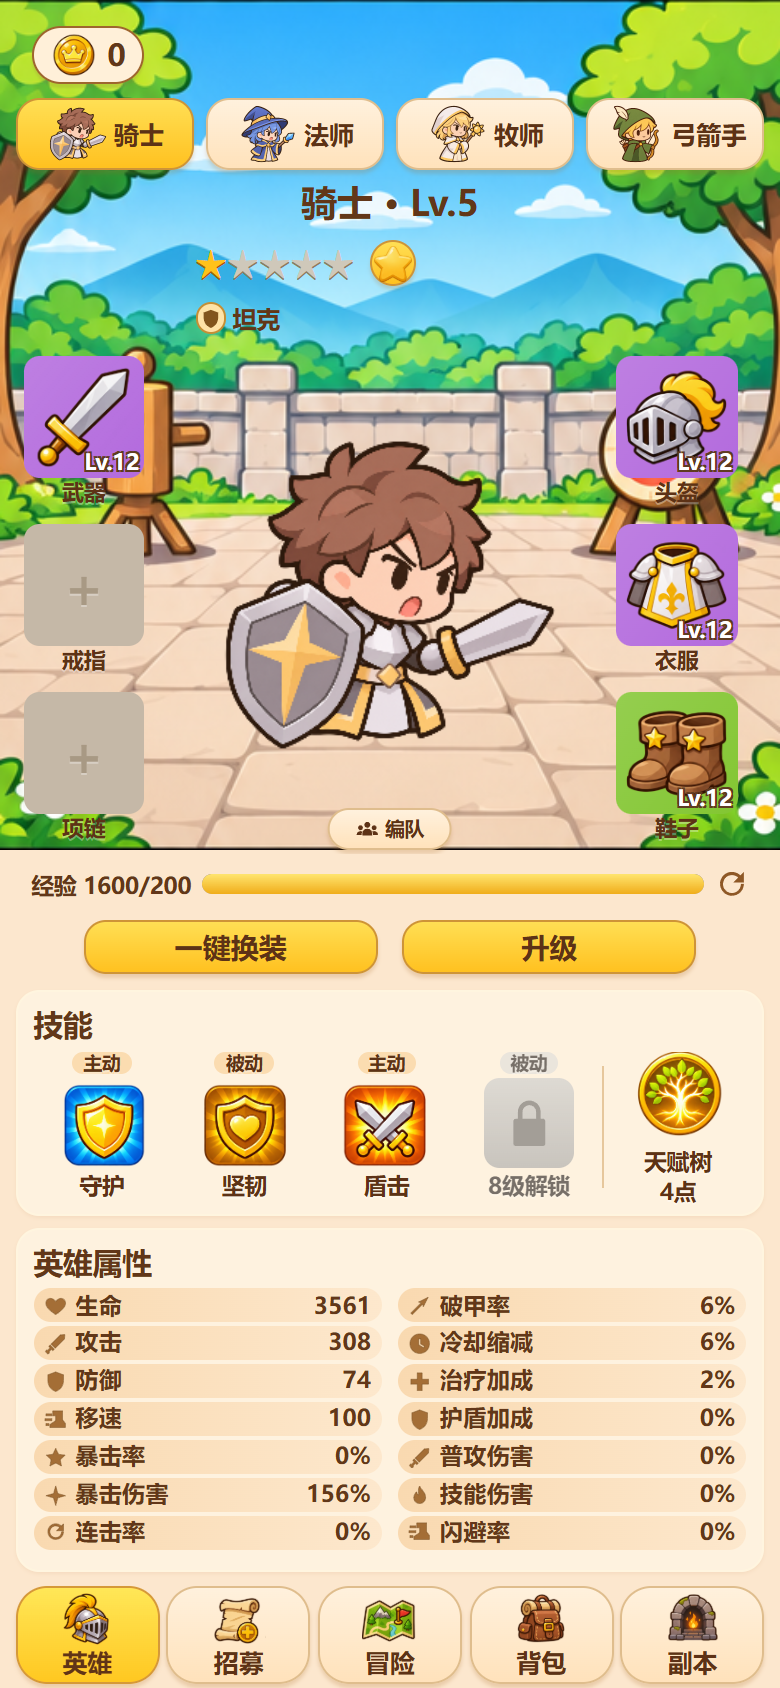 0
骑士
法师
牧师
弓箭手
骑士·Lv.5
坦克
Lv.12
武器
Lv.12
头盔
戒指
Lv.12
衣服
项链
Lv.12
鞋子
编队
经验 1600/200
一键换装
升级
技能
主动
被动
主动
被动
守护
坚韧
盾击
8级解锁
天赋树
4点
英雄属性
生命 3561
破甲率 6%
攻击 308
冷却缩减 6%
防御 74
治疗加成 2%
移速 100
护盾加成 0%
暴击率 0%
普攻伤害 0%
暴击伤害 156%
技能伤害 0%
连击率 0%
闪避率 0%
英雄
招募
冒险
背包
副本